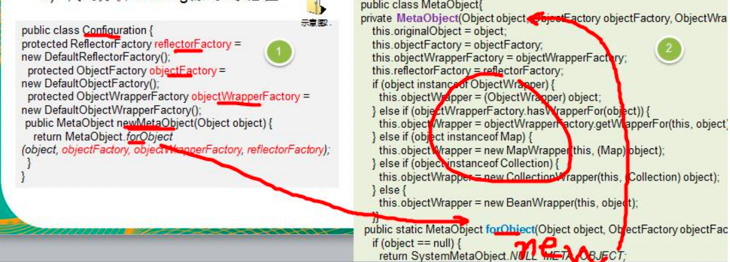 示意图2.
public class Configuration {
protected ReflectorFactory reflectorFactory =
new DefaultReflectorFactory();
protected ObjectFactory objectFactory =
new DefaultObjectFactory();
protected ObjectWrapperFactory objectWrapperFactory =
new DefaultObjectWrapperFactory();
public MetaObject newMetaObject(Object object) {
return MetaObject.forObject
(object, objectFactory, objectWrapperFactory, reflectorFactory);
}
}
1
public class MetaObject{
private MetaObject(Object object, ObjectFactory objectFactory, ObjectWra
this.originalObject = object;
this.objectFactory = objectFactory;
this.objectWrapperFactory = objectWrapperFactory;
this.reflectorFactory = reflectorFactory;
if (object instanceof ObjectWrapper) {
this.objectWrapper = (ObjectWrapper) object;
} else if (objectWrapperFactory.hasWrapperFor(object)) {
this.objectWrapper = objectWrapperFactory.getWrapperFor(this, object)
} else if (object instanceof Map) {
this.objectWrapper = new MapWrapper(this, (Map) object);
} else if (object instanceof Collection) {
this.objectWrapper = new CollectionWrapper(this, (Collection) object);
} else {
this.objectWrapper = new BeanWrapper(this, object);
}}
public static MetaObject forObject(Object object, ObjectFactory objectFac
if (object == null) {
return SystemMetaObject.NULL_META_OBJECT;
2
new